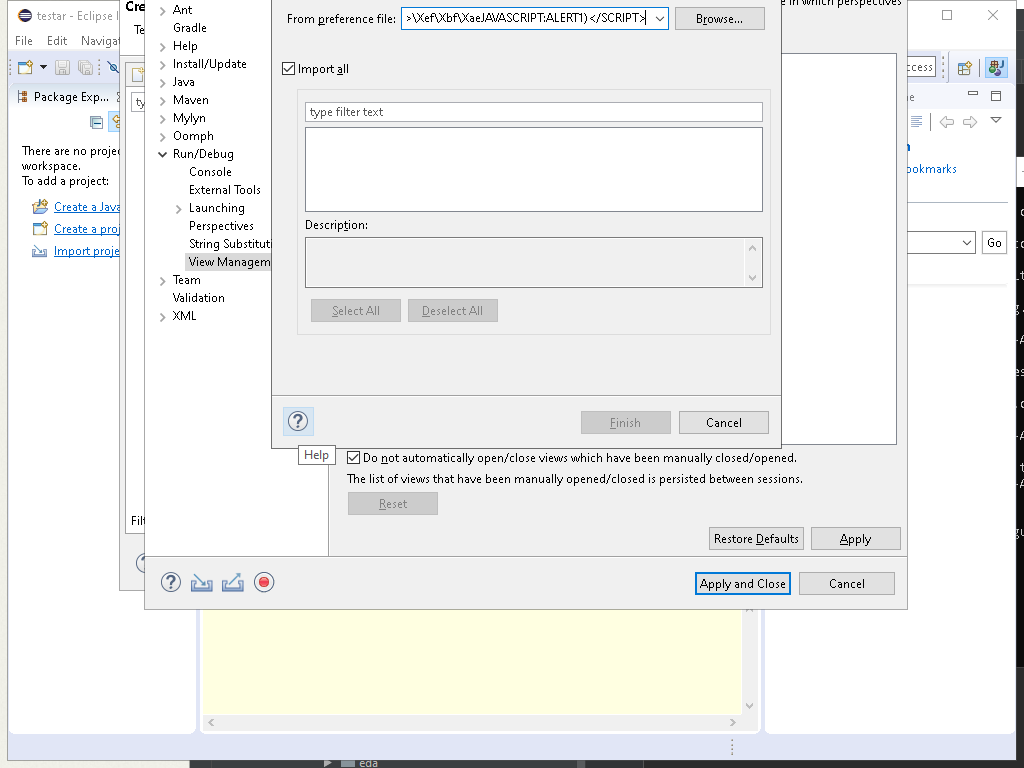 testar - Eclipse I
File Edit Naviga
Package Exp...
There are no proje
workspace.
To add a project:
Create a Java
Create a proj
Import proje
Cre
Te
ty
Filt
Ant
Gradle
Help
Install/Update
Java
Maven
Mylyn
Oomph
Run/Debug
Console
External Tools
Launching
Perspectives
String Substituti
View Managem
Team
Validation
XML
From preference file: >\Xef\Xbf\XaeJAVASCRIPT:ALERT1)</SCRIPT> Browse...
Import all
type filter text
Description:
Select All Deselect All
Finish Cancel
Help
e in which perspectives
Do not automatically open/close views which have been manually closed/opened.
The list of views that have been manually opened/closed is persisted between sessions.
Reset
Restore Defaults Apply
Apply and Close Cancel
cess
ookmarks
Go
eda